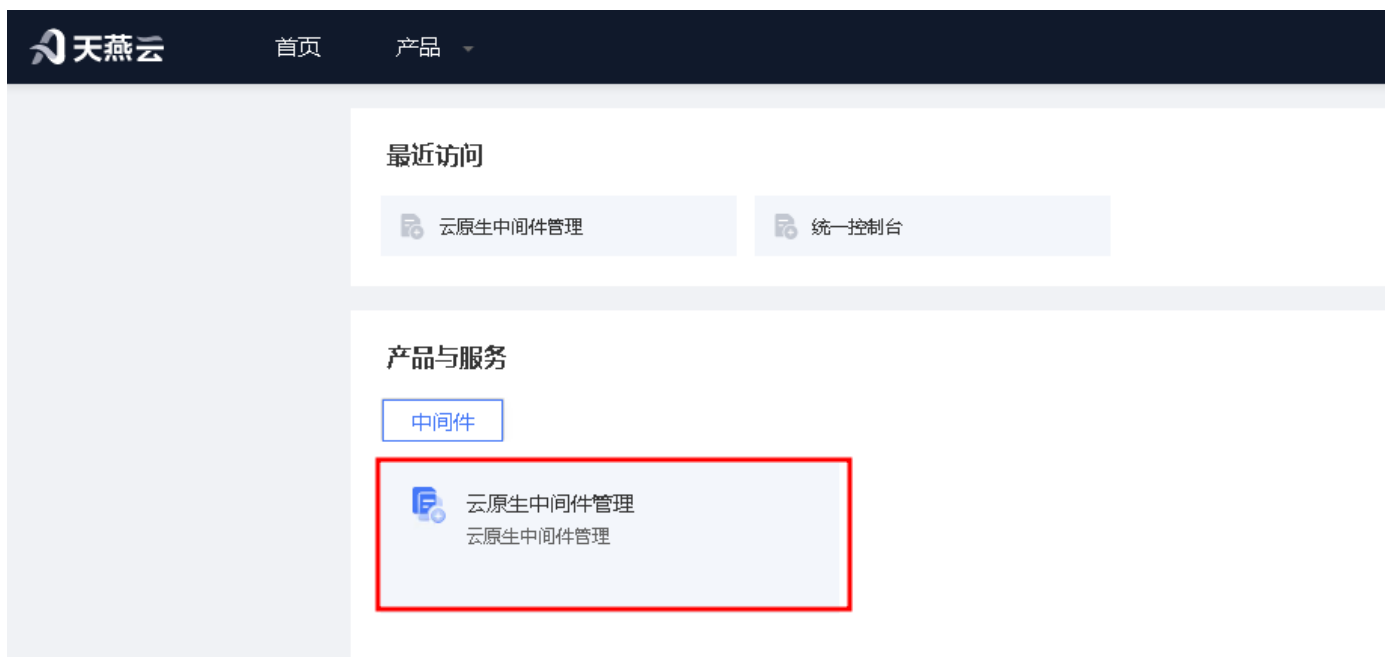 天燕云 首页 产品
最近访问
云原生中间件管理 统一控制台
产品与服务
中间件
云原生中间件管理
云原生中间件管理